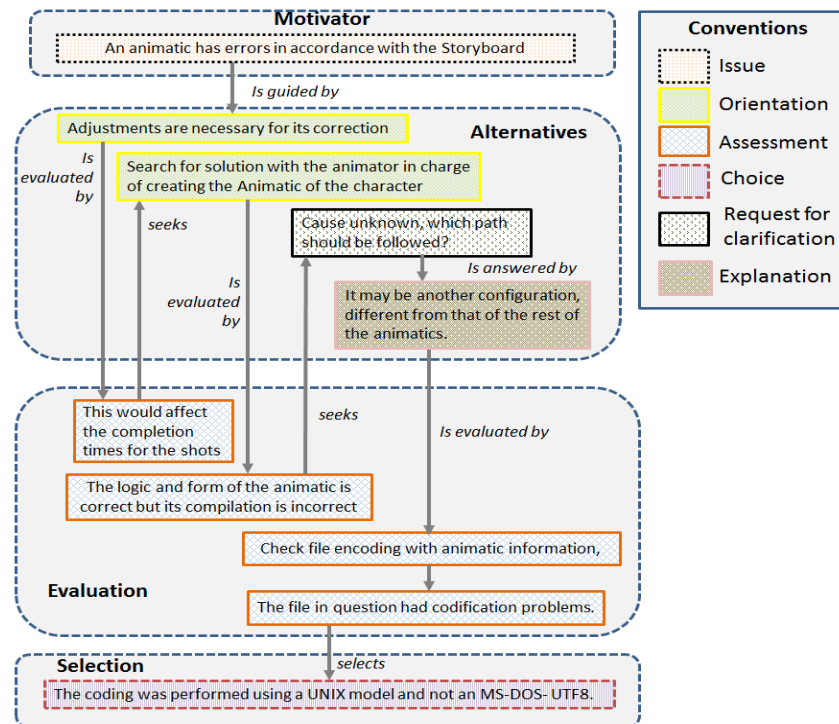 Motivator
An animatic has errors in accordance with the Storyboard
Is guided by
Alternatives
Adjustments are necessary for its correction
Is
evaluated
by
Search for solution with the animator in charge
of creating the Animatic of the character
seeks
Cause unknown, which path
should be followed?
Is
evaluated
by
Is answered by
It may be another configuration,
different from that of the rest of
the animatics.
This would affect
the completion
times for the shots
seeks
Is evaluated by
The logic and form of the animatic is
correct but its compilation is incorrect
Check file encoding with animatic information,
Evaluation
The file in question had codification problems.
Selection
selects
The coding was performed using a UNIX model and not an MS-DOS- UTF8.
Conventions
Issue
Orientation
Assessment
Choice
Request for
clarification
Explanation